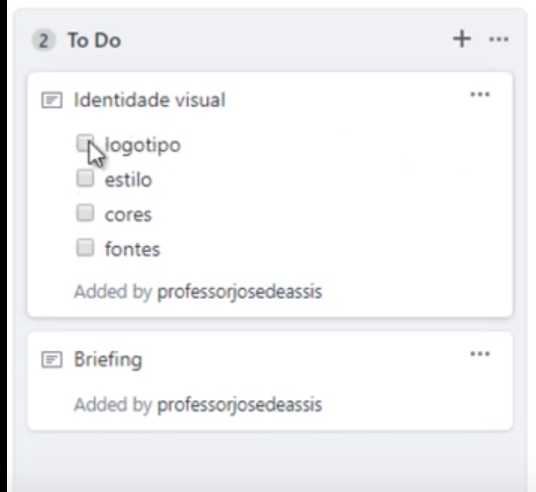 2 To Do
Identidade visual
logotipo
estilo
cores
fontes
Added by professorjosedeassis
Briefing
Added by professorjosedeassis